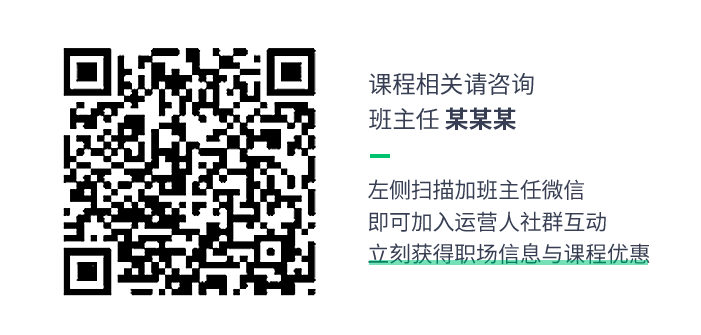 课程相关请咨询
班主任 某某某
左侧扫描加班主任微信
即可加入运营人社群互动
立刻获得职场信息与课程优惠